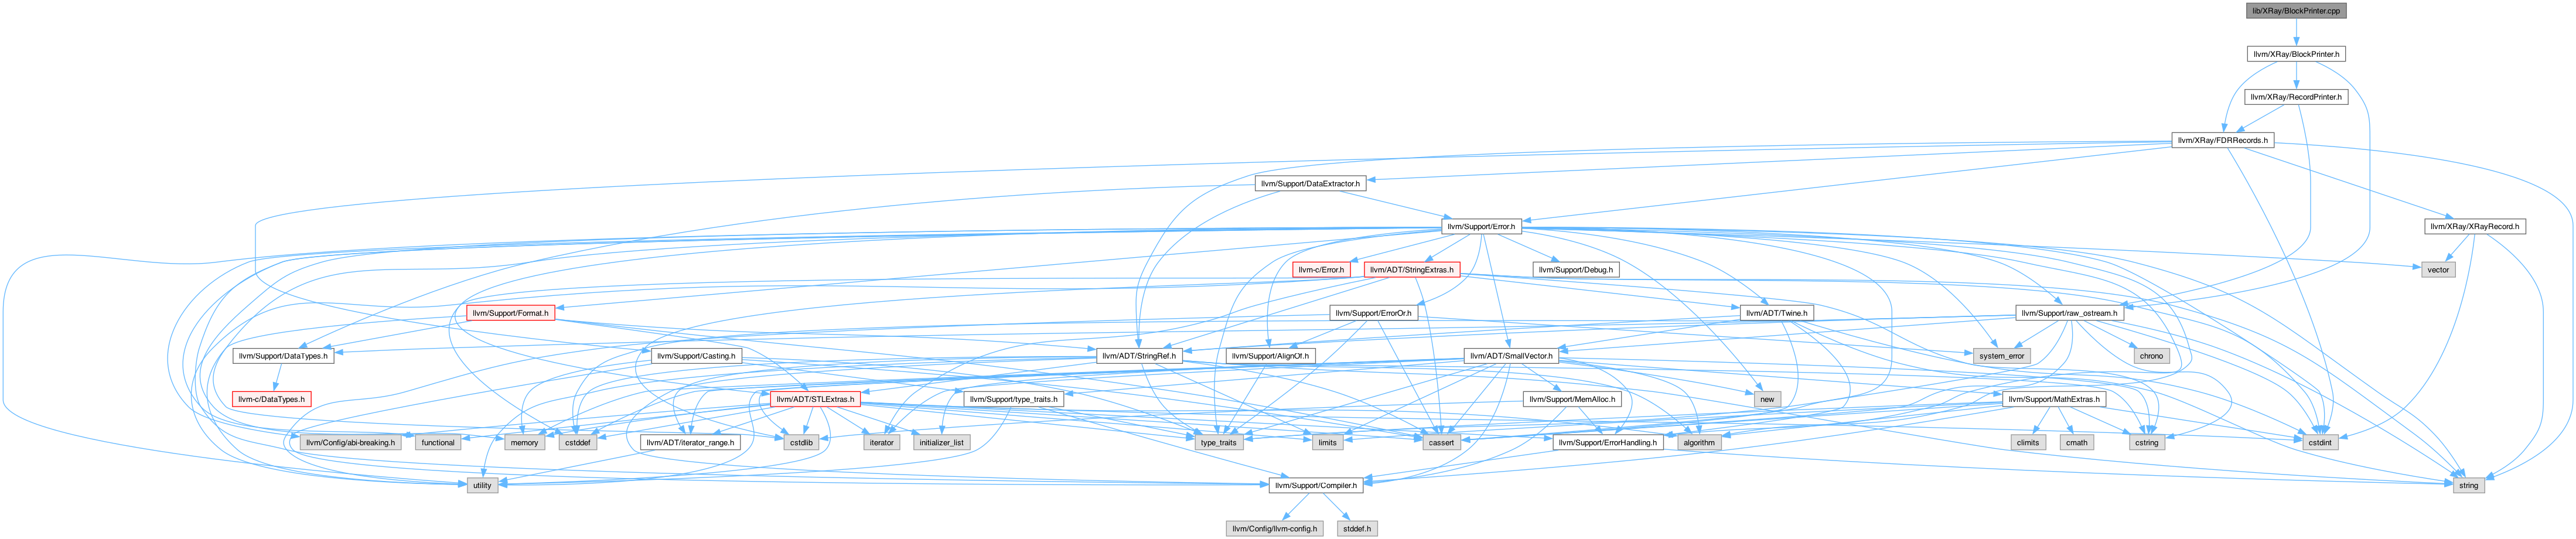 lib/XRay/BlockPrinter.cpp
llvm/XRay/BlockPrinter.h
llvm/XRay/RecordPrinter.h
llvm/XRay/FDRRecords.h
llvm/Support/DataExtractor.h
llvm/Support/Error.h
llvm/XRay/XRayRecord.h
llvm-c/Error.h
llvm/ADT/StringExtras.h
llvm/Support/Debug.h
vector
llvm/Support/Format.h
llvm/Support/ErrorOr.h
llvm/ADT/Twine.h
llvm/Support/raw_ostream.h
llvm/Support/DataTypes.h
llvm/Support/Casting.h
llvm/ADT/StringRef.h
llvm/Support/AlignOf.h
llvm/ADT/SmallVector.h
system_error
chrono
llvm-c/DataTypes.h
llvm/ADT/STLExtras.h
llvm/Support/type_traits.h
llvm/Support/MemAlloc.h
new
llvm/Support/MathExtras.h
llvm/Config/abi-breaking.h
functional
memory
cstddef
llvm/ADT/iterator_range.h
cstdlib
iterator
initializer_list
type_traits
limits
cassert
llvm/Support/ErrorHandling.h
algorithm
climits
cmath
cstring
cstdint
utility
llvm/Support/Compiler.h
string
llvm/Config/llvm-config.h
stddef.h